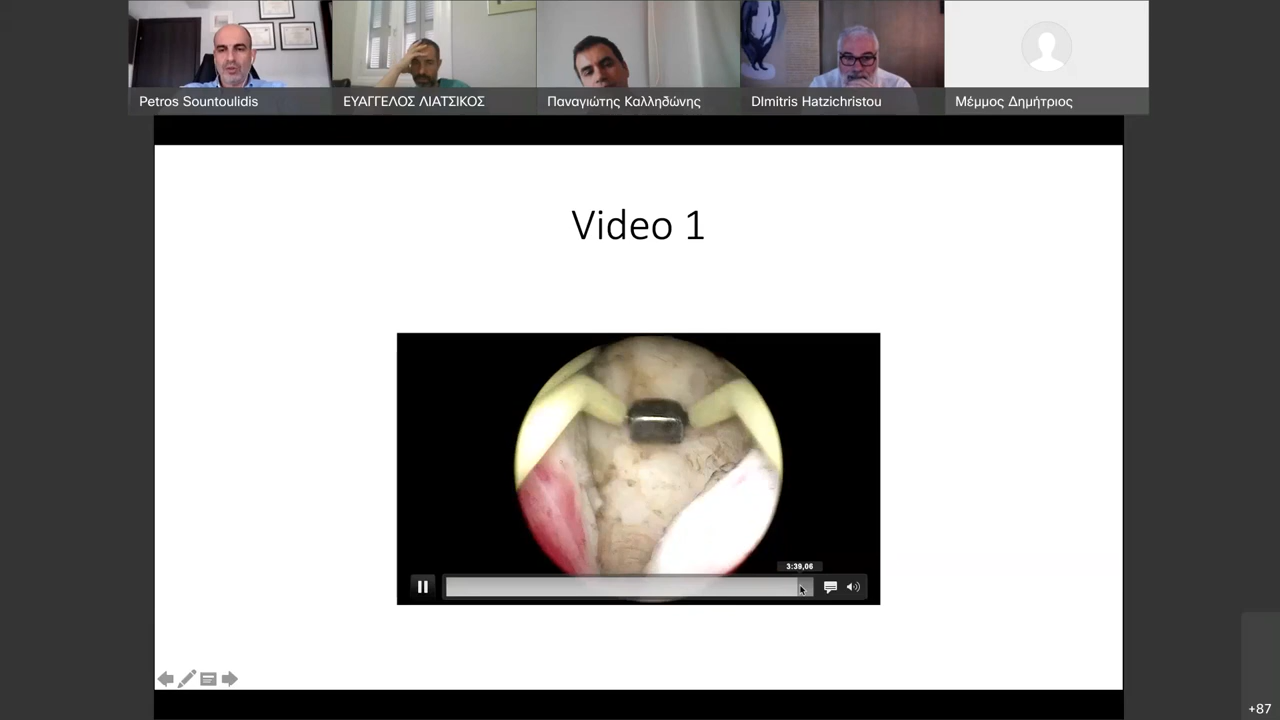 Petros Sountoulidis
ΕΥΑΓΓΕΛΟΣ ΛΙΑΤΣΙΚΟΣ
Παναγιώτης Καλληδώνης
DImitris Hatzichristou
Μέμμος Δημήτριος
Video 1
3:39,06
+87